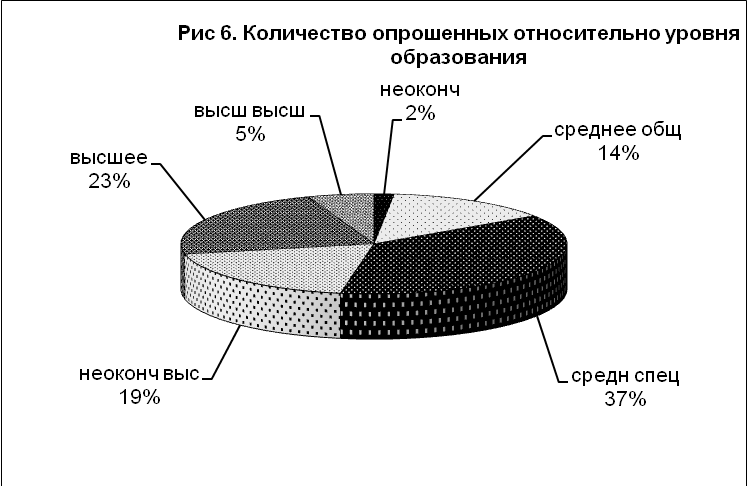 Рис 6. Количество опрошенных относительно уровня
образования
неоконч
2%
высш высш
5%
среднее общ
14%
высшее
23%
неоконч выс
19%
средн спец
37%